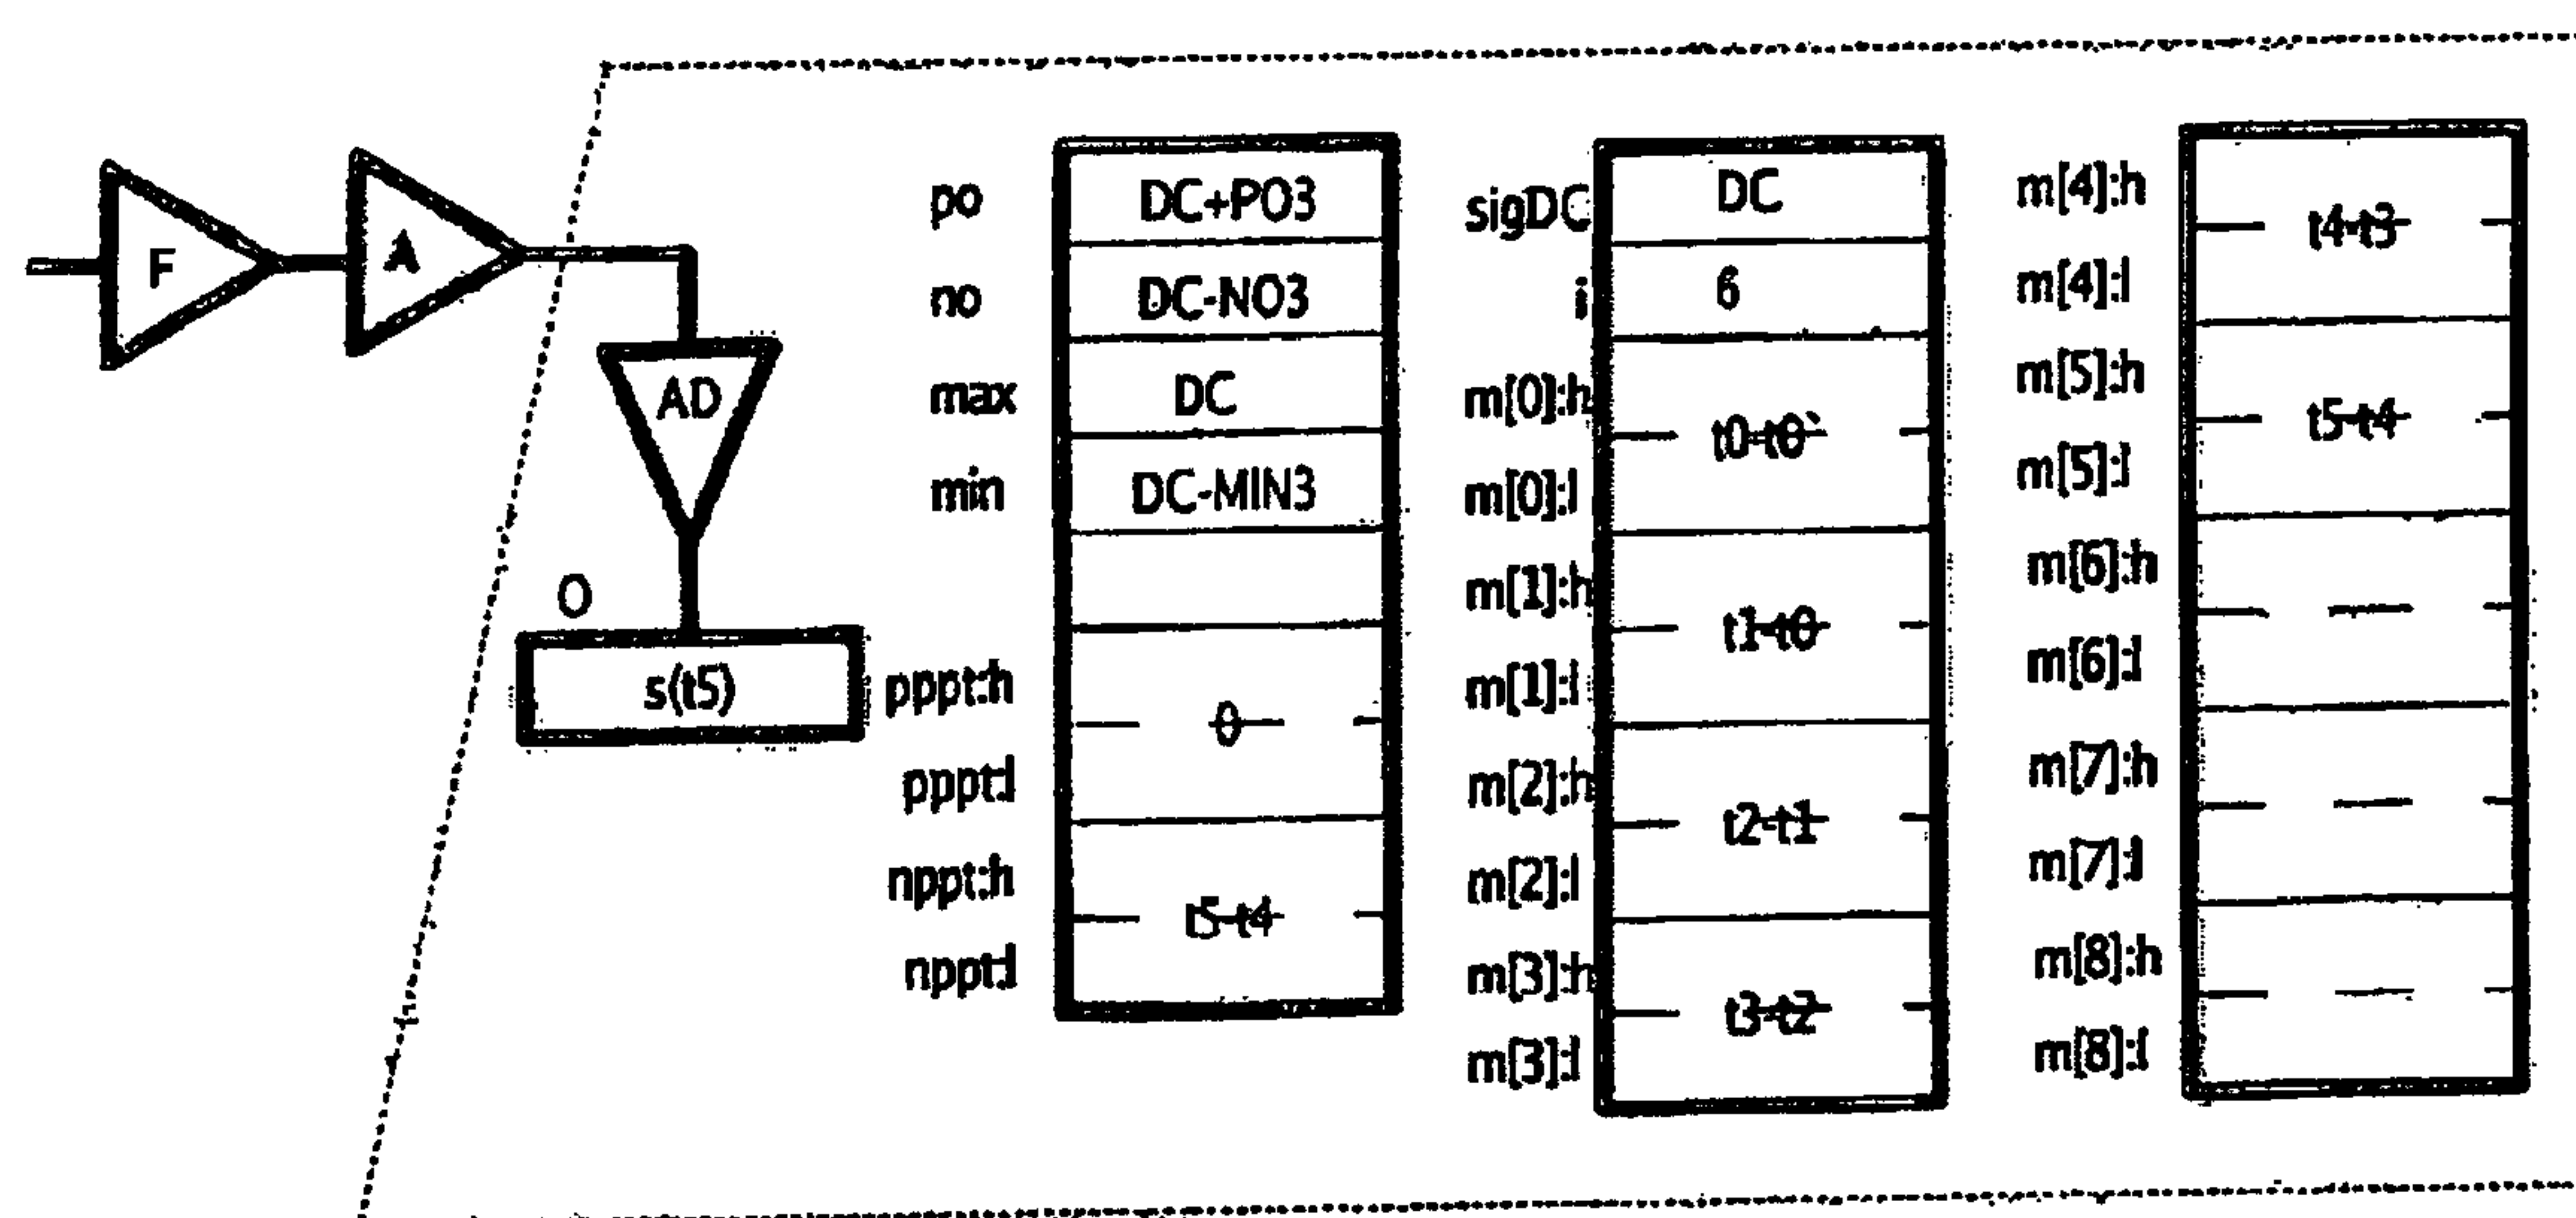 F
A
AD
O
s(t5)
po DC+PO3
no DC-NO3
max DC
min DC-MIN3
pppt:h
0
pppt:l
nppt:h
t5-t4
nppt:l
sigDC DC
i 6
m[0]:h
t0-t0`
m[0]:l
m[1]:h
t1-t0
m[1]:l
m[2]:h
t2-t1
m[2]:l
m[3]:h
t3-t2
m[3]:l
m[4]:h
t4-t3
m[4]:l
m[5]:h
t5-t4
m[5]:l
m[6]:h
m[6]:l
m[7]:h
m[7]:l
m[8]:h
m[8]:l